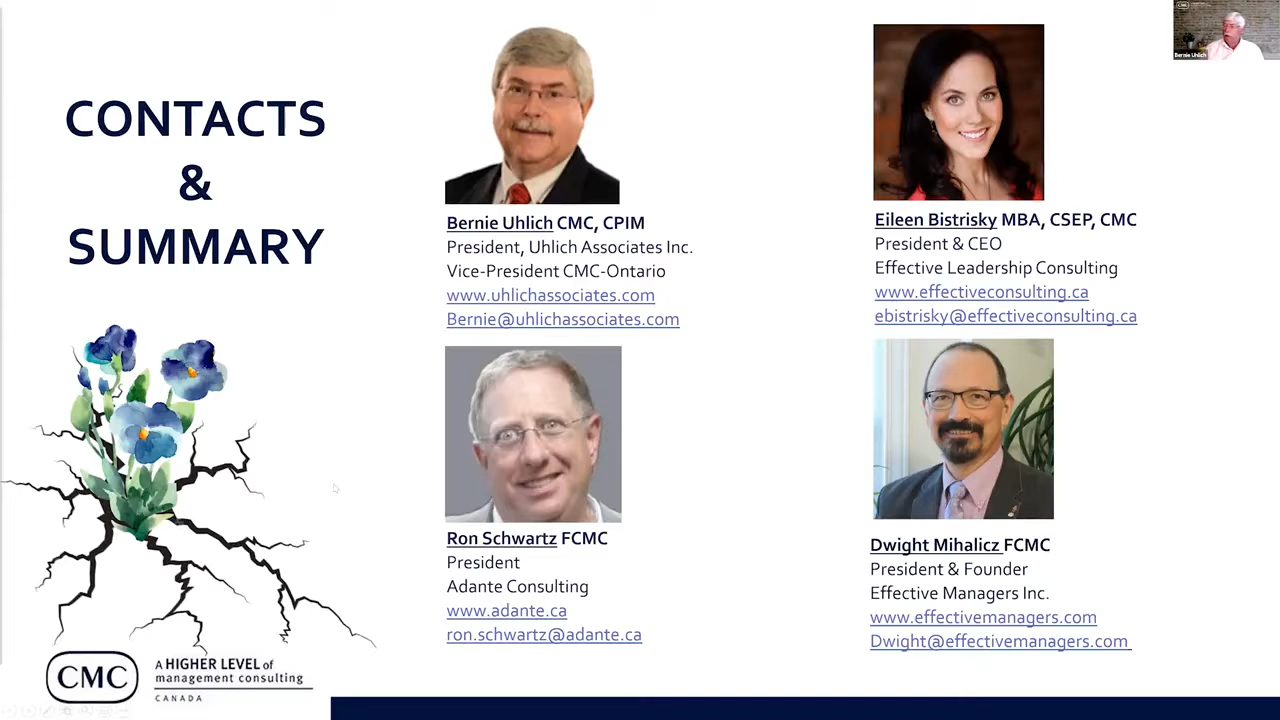 CONTACTS
&
SUMMARY
Bernie Uhlich CMC, CPIM
President, Uhlich Associates Inc.
Vice-President CMC-Ontario
www.uhlichassociates.com
Bernie@uhlichassociates.com
Eileen Bistrisky MBA, CSEP, CMC
President & CEO
Effective Leadership Consulting
www.effectiveconsulting.ca
ebistrisky@effectiveconsulting.ca
Ron Schwartz FCMC
President
Adante Consulting
www.adante.ca
ron.schwartz@adante.ca
Dwight Mihalicz FCMC
President & Founder
Effective Managers Inc.
www.effectivemanagers.com
Dwight@effectivemanagers.com
CMC
A HIGHER LEVEL of
management consulting
CANADA
CMC
Bernie Uhlich